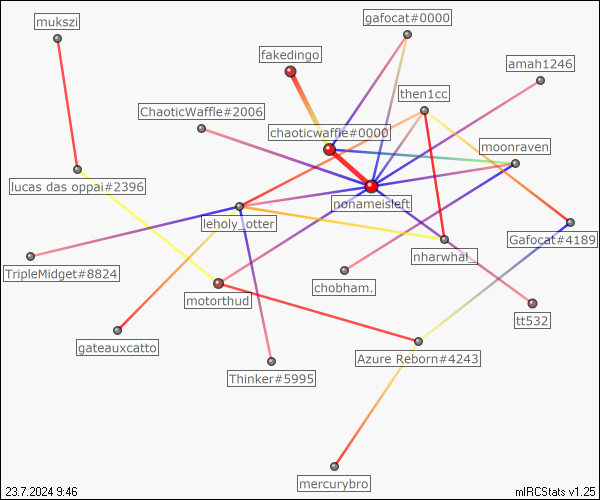 mukszi
gafocat#0000
fakedingo
amah1246
then1cc
ChaoticWaffle#2006
chaoticwaffle#0000
moonraven
lucas das oppai#2396
nonameisleft
leholy_otter
Gafocat#4189
nharwhal_
TripleMidget#8824
chobham.
motorthud
tt532
gateauxcatto
Azure Reborn#4243
Thinker#5995
mercurybro
23.7.2024 9:46
mIRCStats v1.25